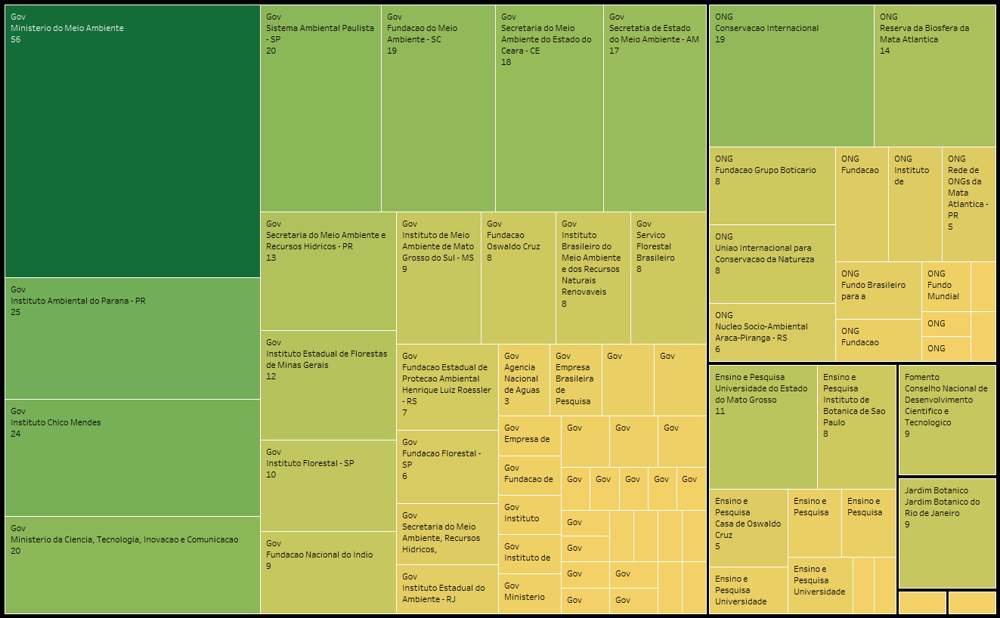 Gov
Ministerio do Meio Ambiente
56
Gov
Instituto Ambiental do Parana - PR
25
Gov
Instituto Chico Mendes
24
Gov
Ministerio da Ciencia, Tecnologia, Inovacao e Comunicacao
20
Gov
Sistema Ambiental Paulista
- SP
20
Gov
Fundacao do Meio
Ambiente - SC
19
Gov
Secretaria do Meio
Ambiente do Estado do
Ceara - CE
18
Gov
Secretatia de Estado
do Meio Ambiente - AM
17
Gov
Secretaria do Meio Ambiente e
Recursos Hidricos - PR
13
Gov
Instituto Estadual de Florestas
de Minas Gerais
12
Gov
Instituto Florestal - SP
10
Gov
Fundacao Nacional do Indio
9
Gov
Instituto de Meio
Ambiente de Mato
Grosso do Sul - MS
9
Gov
Fundacao
Oswaldo Cruz
8
Gov
Instituto
Brasileiro do
Meio Ambiente
e dos Recursos
Naturais
Renovaveis
8
Gov
Servico
Florestal
Brasileiro
8
Gov
Fundacao Estadual de
Protecao Ambiental
Henrique Luiz Roessler
- RS
7
Gov
Fundacao Florestal -
SP
6
Gov
Secretaria do Meio
Ambiente, Recursos
Hidricos,
Gov
Instituto Estadual do
Ambiente - RJ
Gov
Agencia
Nacional
de Aguas
3
Gov
Empresa
Brasileira
de
Pesquisa
Gov
Gov
Gov
Empresa de
Gov
Fundacao de
Gov
Instituto
Gov
Instituto de
Gov
Ministerio
Gov
Gov
Gov
Gov
Gov
Gov
Gov
Gov
Gov
Gov
Gov
Gov
Gov
Gov
ONG
Conservacao Internacional
19
ONG
Reserva da Biosfera da
Mata Atlantica
14
ONG
Fundacao Grupo Boticario
8
ONG
Uniao Internacional para
Conservacao da Natureza
8
ONG
Nucleo Socio-Ambiental
Araca-Piranga - RS
6
ONG
Fundacao
ONG
Instituto
de
ONG
Rede de
ONGs da
Mata
Atlantica -
PR
5
ONG
Fundo Brasileiro
para a
ONG
Fundacao
ONG
Fundo
Mundial
ONG
ONG
Ensino e Pesquisa
Universidade do Estado
do Mato Grosso
11
Ensino e
Pesquisa
Instituto de
Botanica de Sao
Paulo
8
Ensino e
Pesquisa
Casa de Oswaldo
Cruz
5
Ensino e
Pesquisa
Universidade
Ensino e
Pesquisa
Ensino e
Pesquisa
Ensino e
Pesquisa
Universidade
Fomento
Conselho Nacional de
Desenvolvimento
Cientifico e
Tecnologico
9
Jardim Botanico
Jardim Botanico do
Rio de Janeiro
9